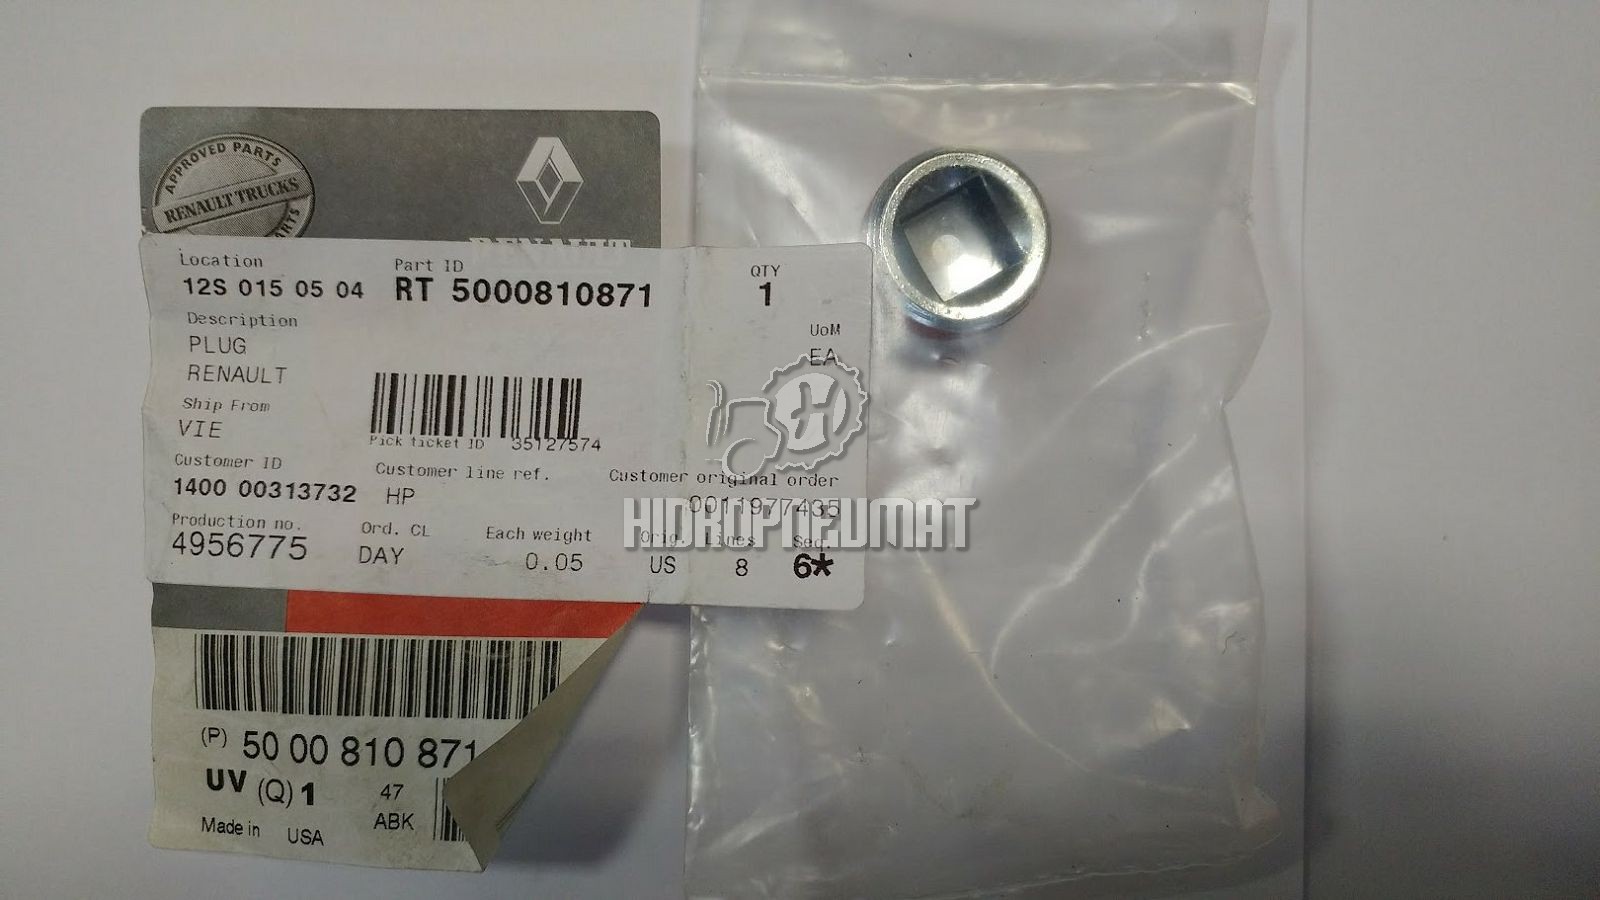 APPROVED PARTS
RENAULT TRUCKS
PARTS
RENAULT
Location
12S 015 05 04
Part ID
RT 5000810871
QTY
1
Description
PLUG
RENAULT
UoM
EA
Ship From
VIE
Pick ticket ID 35127574
Customer ID
1400 00313732
Customer line ref.
HP
Customer original order
0011977435
Production no.
4956775
Ord. CL
DAY
Each weight
0.05
Orig.
US
Lines
8
Seq.
6*
H
HIDROPNEUMAT
(P) 50 00 810 871
UV (Q) 1
47
ABK
Made in USA